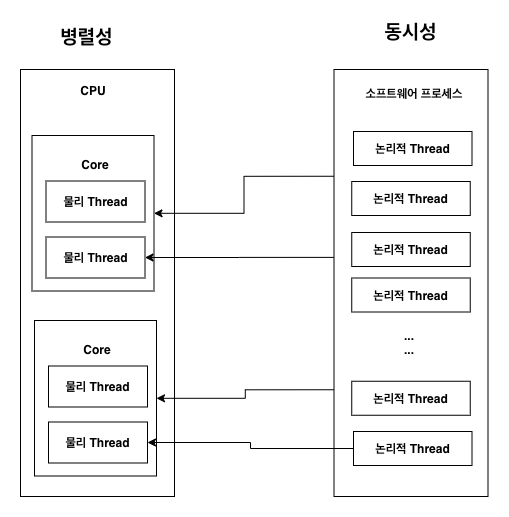 병렬성
CPU
Core
물리 Thread
물리 Thread
Core
물리 Thread
물리 Thread
동시성
소프트웨어 프로세스
논리적 Thread
논리적 Thread
논리적 Thread
논리적 Thread
...
...
논리적 Thread
논리적 Thread